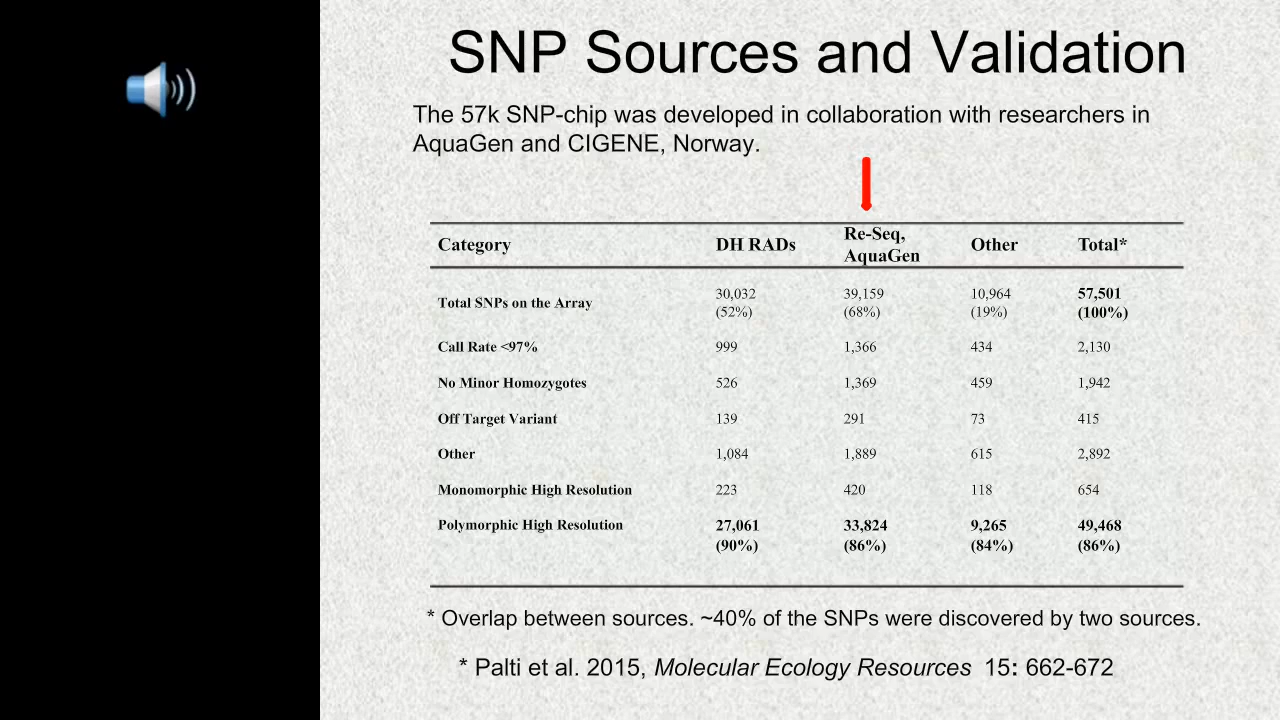 SNP Sources and Validation
The 57k SNP-chip was developed in collaboration with researchers in
AquaGen and CIGENE, Norway.
Category DH RADs Re-Seq, AquaGen Other Total*
Total SNPs on the Array 30,032 (52%) 39,159 (68%) 10,964 (19%) 57,501 (100%)
Call Rate <97% 999 1,366 434 2,130
No Minor Homozygotes 526 1,369 459 1,942
Off Target Variant 139 291 73 415
Other 1,084 1,889 615 2,892
Monomorphic High Resolution 223 420 118 654
Polymorphic High Resolution 27,061 (90%) 33,824 (86%) 9,265 (84%) 49,468 (86%)
* Overlap between sources. ~40% of the SNPs were discovered by two sources.
* Palti et al. 2015, Molecular Ecology Resources 15: 662-672